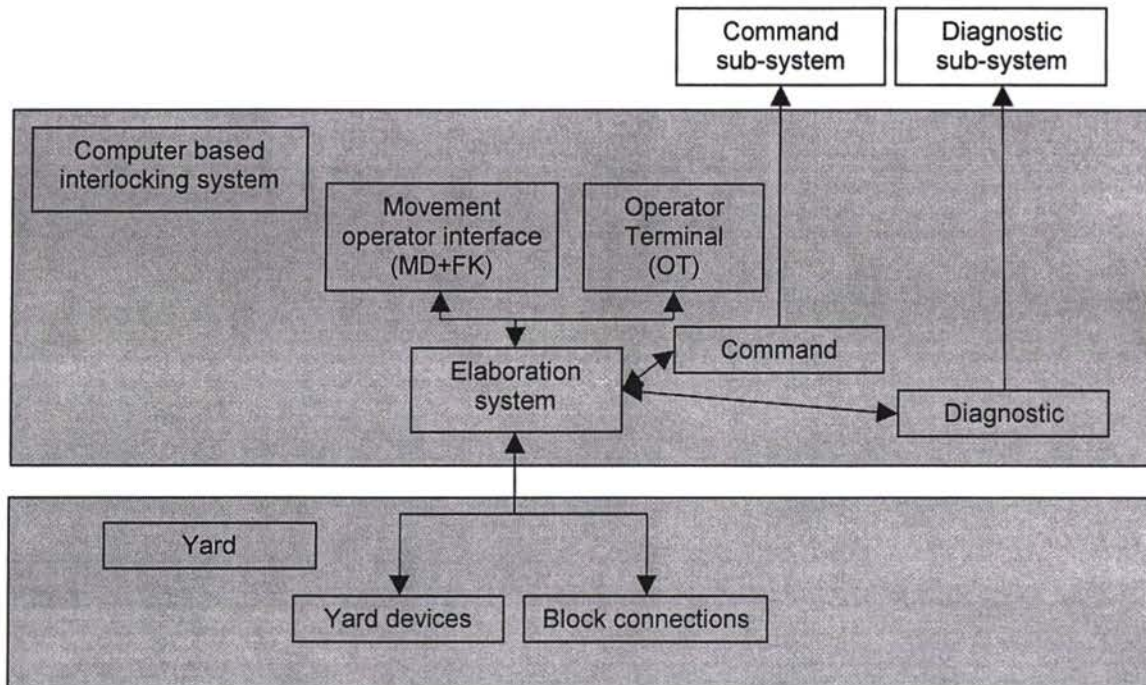 Command
sub-system
Diagnostic
sub-system
Computer based
interlocking system
Movement
operator interface
(MD+FK)
Operator
Terminal
(OT)
Command
Elaboration
system
Diagnostic
Yard
Yard devices
Block connections